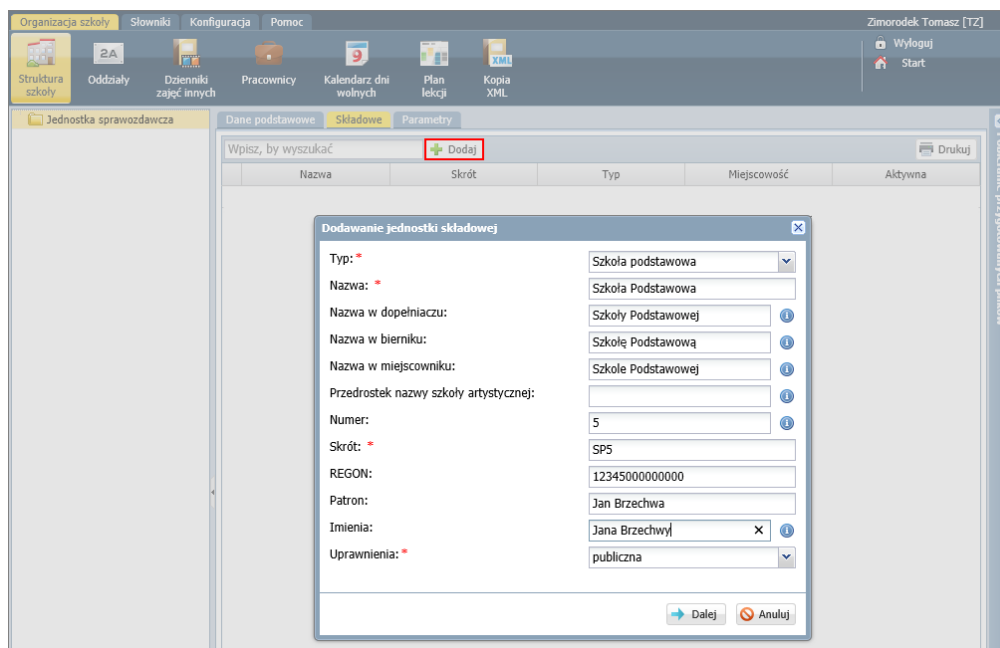 Organizacja szkoły Słowniki Konfiguracja Pomoc Zimorodek Tomasz [TZ]
Struktura szkoły
2A Oddziały
Dzienniki zajęć innych
Pracownicy
9 Kalendarz dni wolnych
Plan lekcji
XML Kopia XML
Wyloguj
Start
Jednostka sprawozdawcza
Dane podstawowe Składowe Parametry
Wpisz, by wyszukać Dodaj Drukuj
Nazwa Skrót Typ Miejscowość Aktywna
Dodawanie jednostki składowej
Typ: * Szkoła podstawowa
Nazwa: * Szkoła Podstawowa
Nazwa w dopełniaczu: Szkoły Podstawowej
Nazwa w bierniku: Szkołę Podstawową
Nazwa w miejscowniku: Szkole Podstawowej
Przedrostek nazwy szkoły artystycznej:
Numer: 5
Skrót: * SP5
REGON: 12345000000000
Patron: Jan Brzechwa
Imienia: Jana Brzechwy
Uprawnienia: * publiczna
Dalej Anuluj